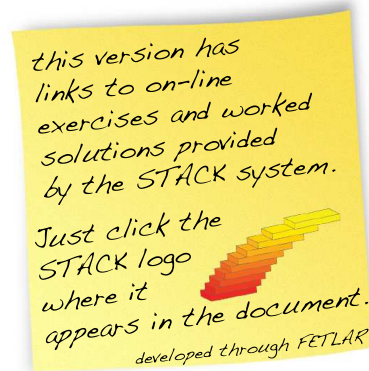 this version has
links to on-line
exercises and worked
solutions provided
by the STACK system.
Just click the
STACK logo
where it
appears in the document.
developed through FETLAR